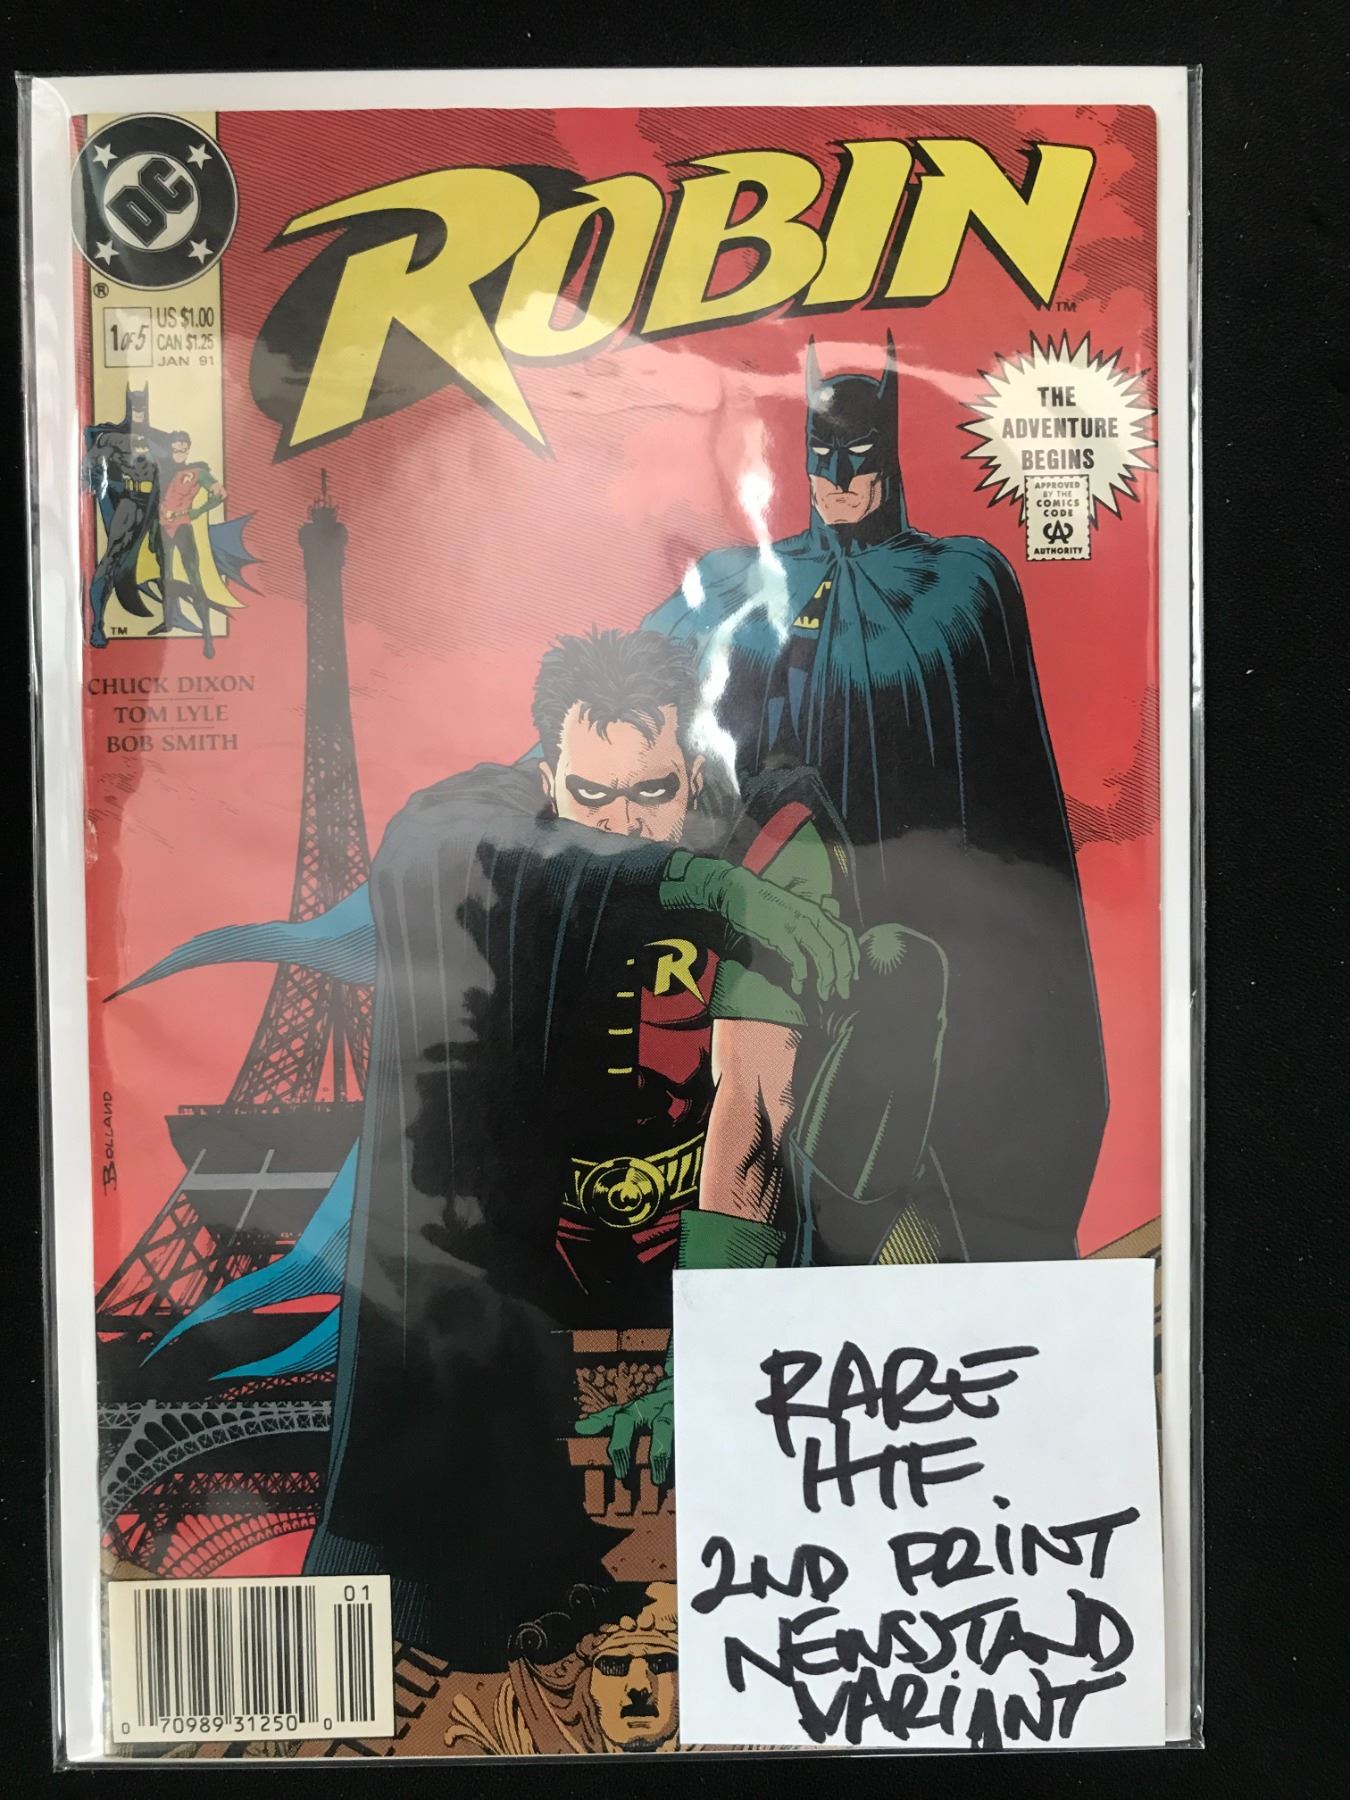 DC
®
ROBIN
TM
1 OF 5
US $1.00
CAN $1.25
JAN 91
TM
THE
ADVENTURE
BEGINS
APPROVED
BY THE
COMICS
CODE
CA
AUTHORITY
CHUCK DIXON
TOM LYLE
BOB SMITH
R
BOLLAND
RARE
HTF.
2ND PRINT
NEWSSTAND
VARIANT
01
0 70989 31250 0